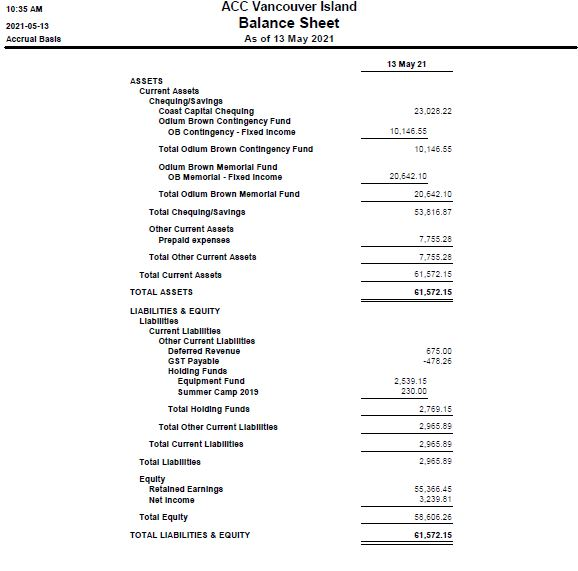 10:35 AM
ACC Vancouver Island
2021-05-13
Balance Sheet
Accrual Basis
As of 13 May 2021
13 May 21
ASSETS
Current Assets
Chequing/Savings
Coast Capital Chequing 23,028.22
Odlum Brown Contingency Fund
OB Contingency - Fixed Income 10,146.55
Total Odlum Brown Contingency Fund 10,146.55
Odlum Brown Memorial Fund
OB Memorial - Fixed Income 20,642.10
Total Odlum Brown Memorial Fund 20,642.10
Total Chequing/Savings 53,816.87
Other Current Assets
Prepaid expenses 7,755.28
Total Other Current Assets 7,755.28
Total Current Assets 61,572.15
TOTAL ASSETS 61,572.15
LIABILITIES & EQUITY
Liabilities
Current Liabilities
Other Current Liabilities
Deferred Revenue 675.00
GST Payable -478.26
Holding Funds
Equipment Fund 2,539.15
Summer Camp 2019 230.00
Total Holding Funds 2,769.15
Total Other Current Liabilities 2,965.89
Total Current Liabilities 2,965.89
Total Liabilities 2,965.89
Equity
Retained Earnings 55,366.45
Net Income 3,239.81
Total Equity 58,606.26
TOTAL LIABILITIES & EQUITY 61,572.15